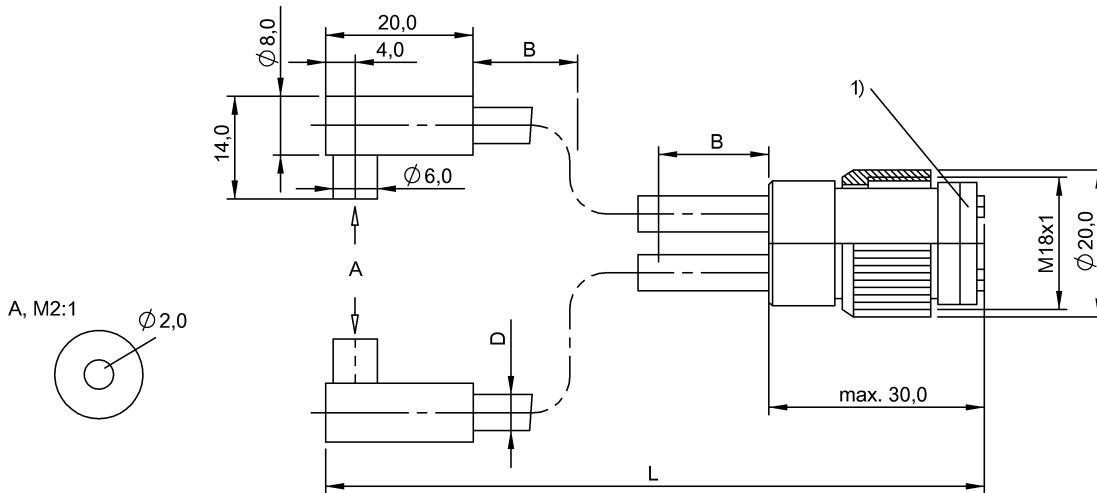 20,0
4,0
B
Ø8,0
14,0
Ø6,0
1)
B
M18x1
Ø20,0
A
A, M2:1
Ø2,0
D
max. 30,0
L